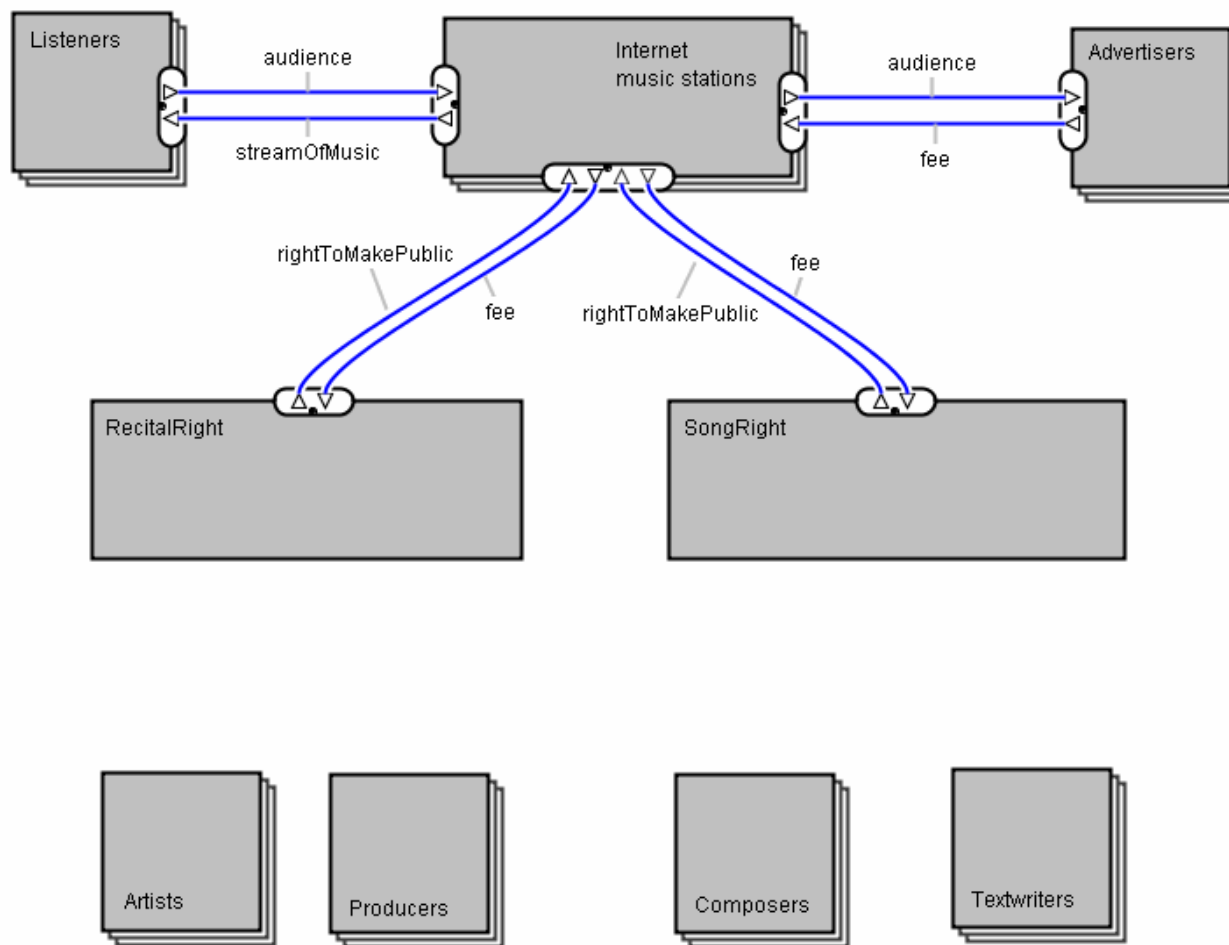 Listeners
audience
streamOfMusic
Internet
music stations
audience
fee
Advertisers
rightToMakePublic
fee
rightToMakePublic
fee
RecitalRight
SongRight
Artists
Producers
Composers
Textwriters